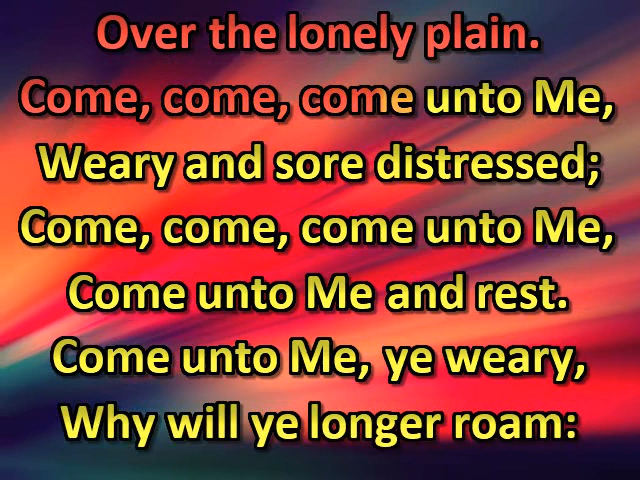 Over the lonely plain.
Come, come, come unto Me,
Weary and sore distressed;
Come, come, come unto Me,
Come unto Me and rest.
Come unto Me, ye weary,
Why will ye longer roam: